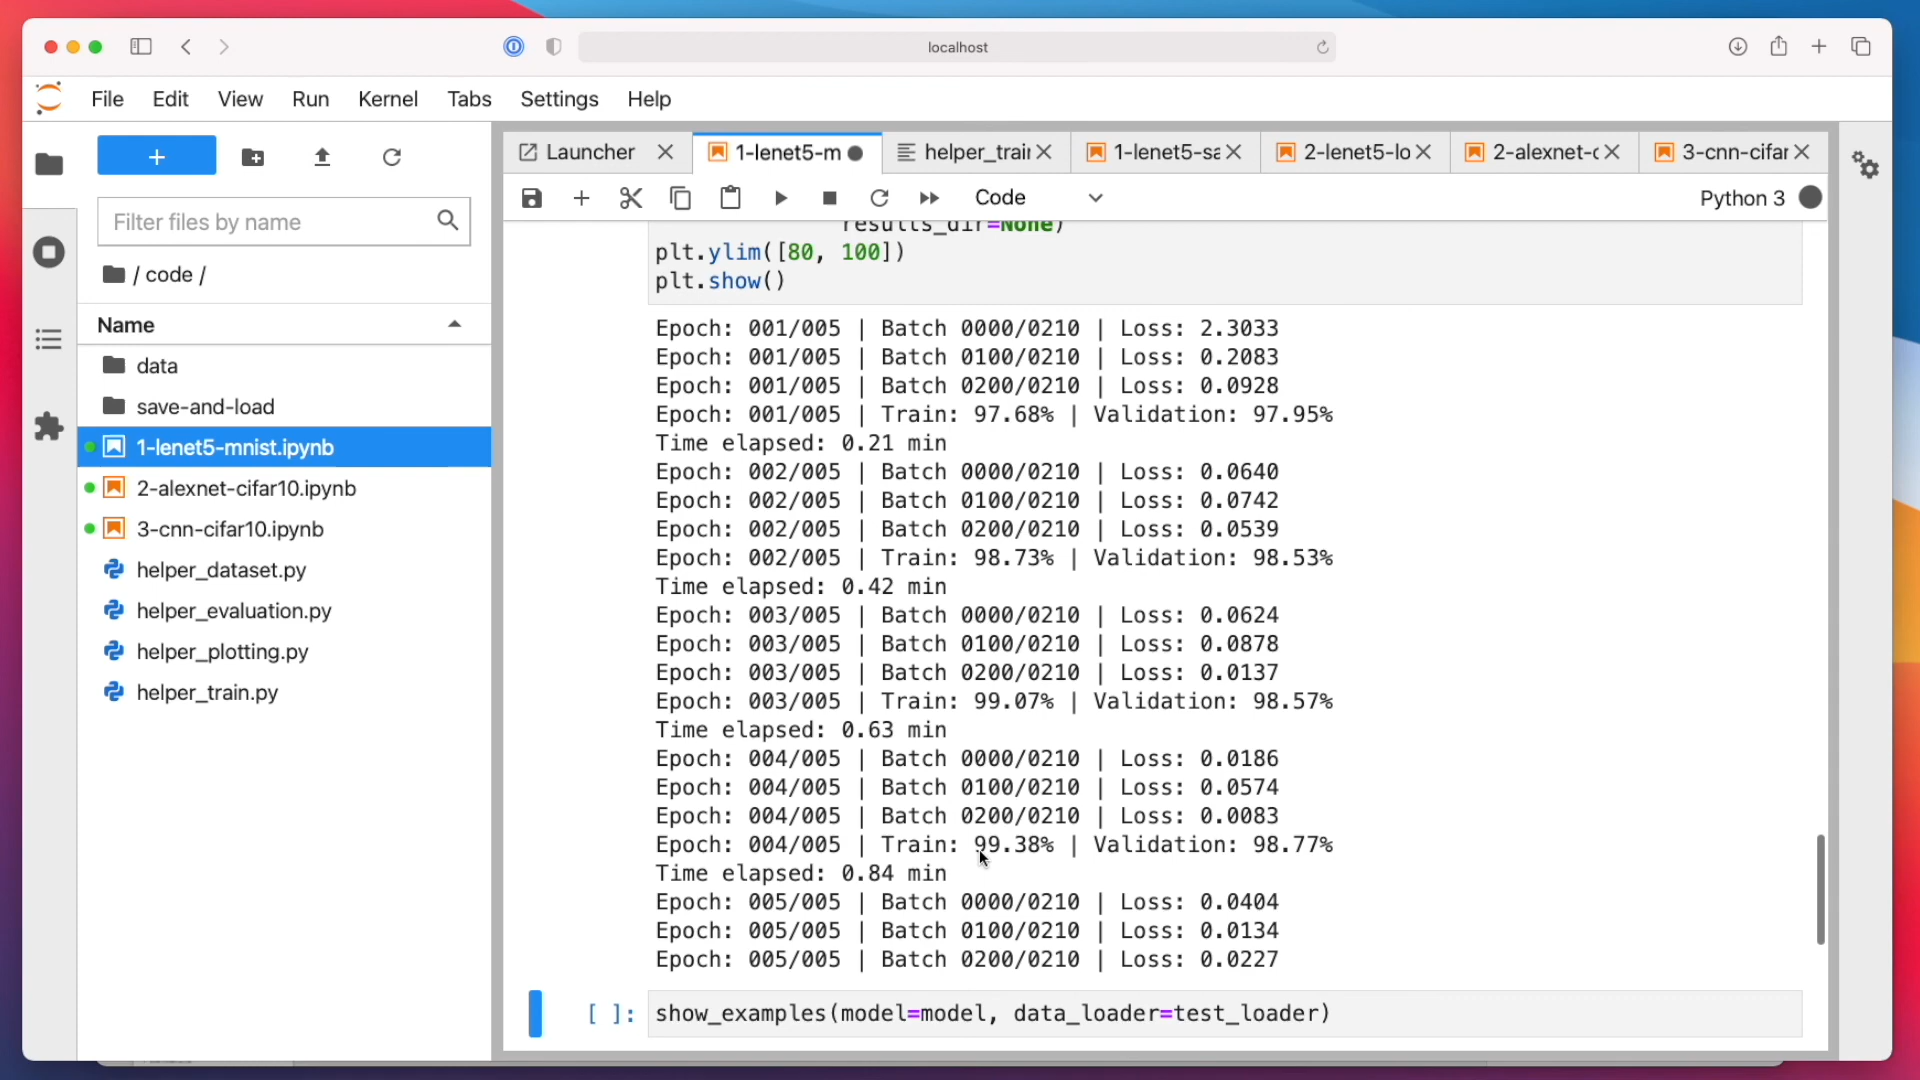 localhost
File Edit View Run Kernel Tabs Settings Help
+
Filter files by name
/ code /
Name
data
save-and-load
1-lenet5-mnist.ipynb
2-alexnet-cifar10.ipynb
3-cnn-cifar10.ipynb
helper_dataset.py
helper_evaluation.py
helper_plotting.py
helper_train.py
Launcher 1-lenet5-m helper_trai 1-lenet5-sa 2-lenet5-lo 2-alexnet-c 3-cnn-cifar
Code Python 3
results_dir=None)
plt.ylim([80, 100])
plt.show()
Epoch: 001/005 | Batch 0000/0210 | Loss: 2.3033
Epoch: 001/005 | Batch 0100/0210 | Loss: 0.2083
Epoch: 001/005 | Batch 0200/0210 | Loss: 0.0928
Epoch: 001/005 | Train: 97.68% | Validation: 97.95%
Time elapsed: 0.21 min
Epoch: 002/005 | Batch 0000/0210 | Loss: 0.0640
Epoch: 002/005 | Batch 0100/0210 | Loss: 0.0742
Epoch: 002/005 | Batch 0200/0210 | Loss: 0.0539
Epoch: 002/005 | Train: 98.73% | Validation: 98.53%
Time elapsed: 0.42 min
Epoch: 003/005 | Batch 0000/0210 | Loss: 0.0624
Epoch: 003/005 | Batch 0100/0210 | Loss: 0.0878
Epoch: 003/005 | Batch 0200/0210 | Loss: 0.0137
Epoch: 003/005 | Train: 99.07% | Validation: 98.57%
Time elapsed: 0.63 min
Epoch: 004/005 | Batch 0000/0210 | Loss: 0.0186
Epoch: 004/005 | Batch 0100/0210 | Loss: 0.0574
Epoch: 004/005 | Batch 0200/0210 | Loss: 0.0083
Epoch: 004/005 | Train: 99.38% | Validation: 98.77%
Time elapsed: 0.84 min
Epoch: 005/005 | Batch 0000/0210 | Loss: 0.0404
Epoch: 005/005 | Batch 0100/0210 | Loss: 0.0134
Epoch: 005/005 | Batch 0200/0210 | Loss: 0.0227
[ ]: show_examples(model=model, data_loader=test_loader)